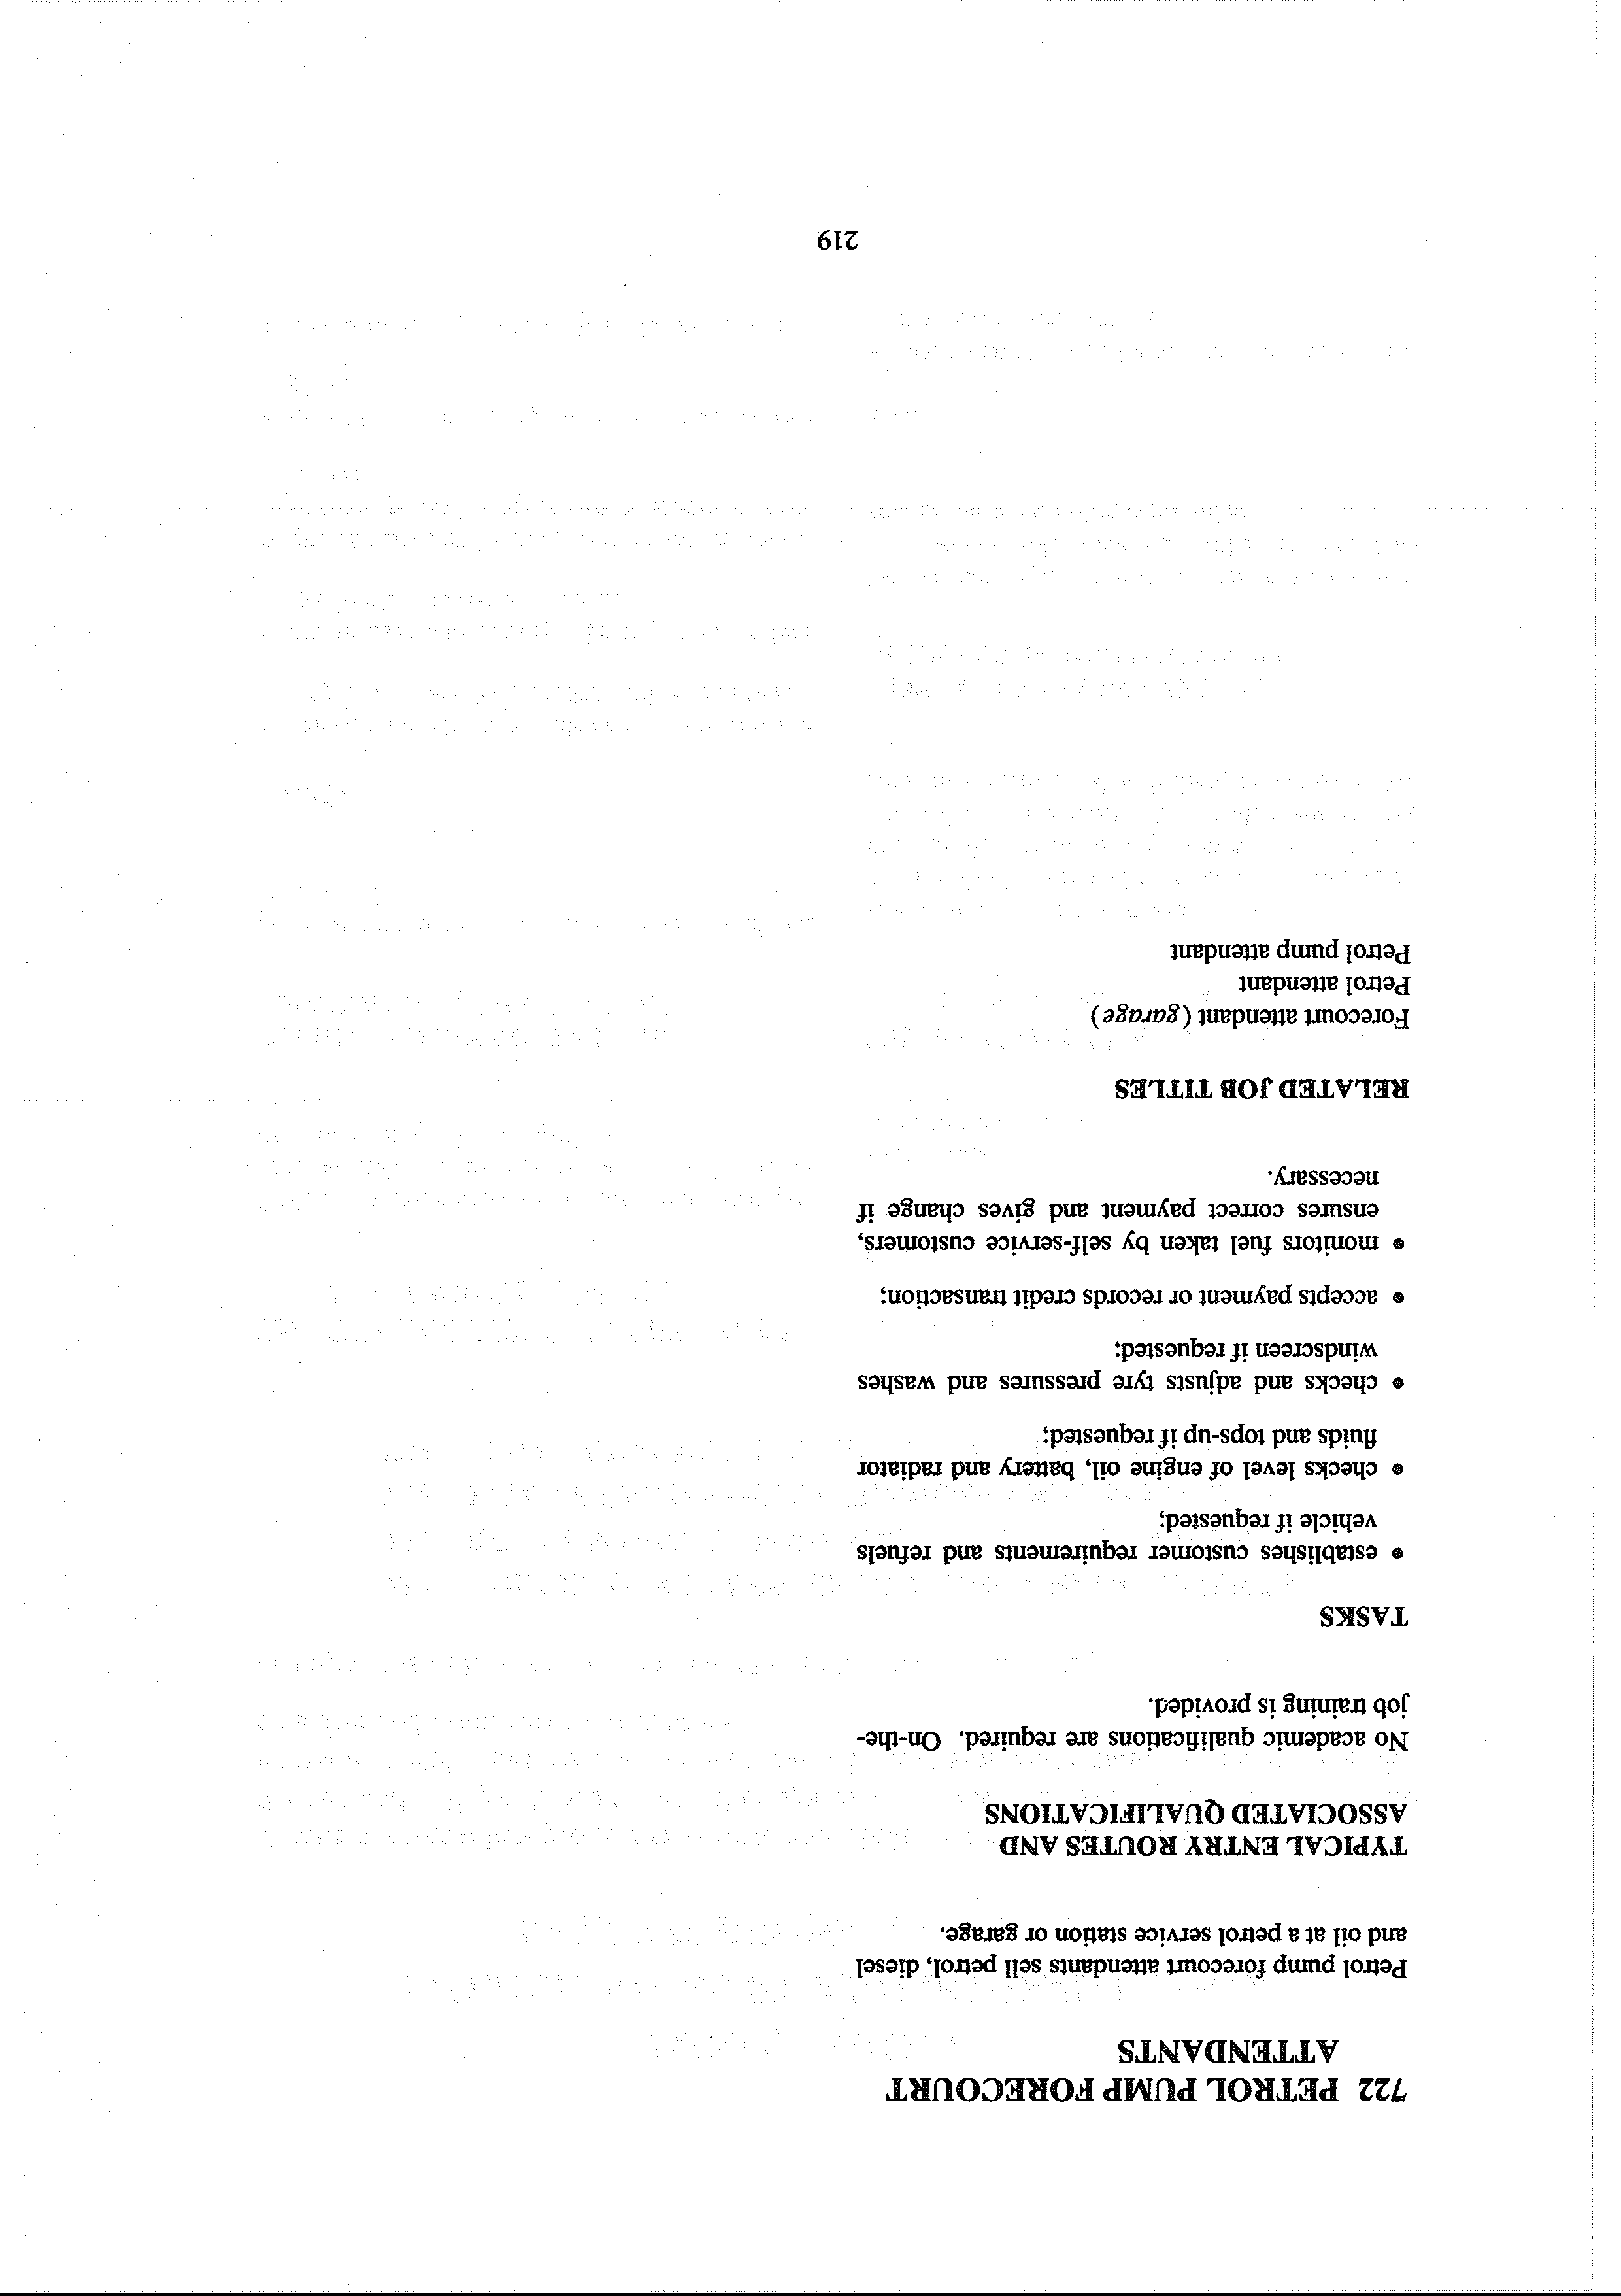 722 PETROL PUMP FORECOURT
ATTENDANTS
Petrol pump forecourt attendants sell petrol, diesel
and oil at a petrol service station or garage.
TYPICAL ENTRY ROUTES AND
ASSOCIATED QUALIFICATIONS
No academic qualifications are required. On-the-
job training is provided.
TASKS
• establishes customer requirements and refuels
vehicle if requested;
• checks level of engine oil, battery and radiator
fluids and tops-up if requested;
• checks and adjusts tyre pressures and washes
windscreen if requested;
• accepts payment or records credit transaction;
• monitors fuel taken by self-service customers,
ensures correct payment and gives change if
necessary.
RELATED JOB TITLES
Forecourt attendant (garage)
Petrol attendant
Petrol pump attendant
219